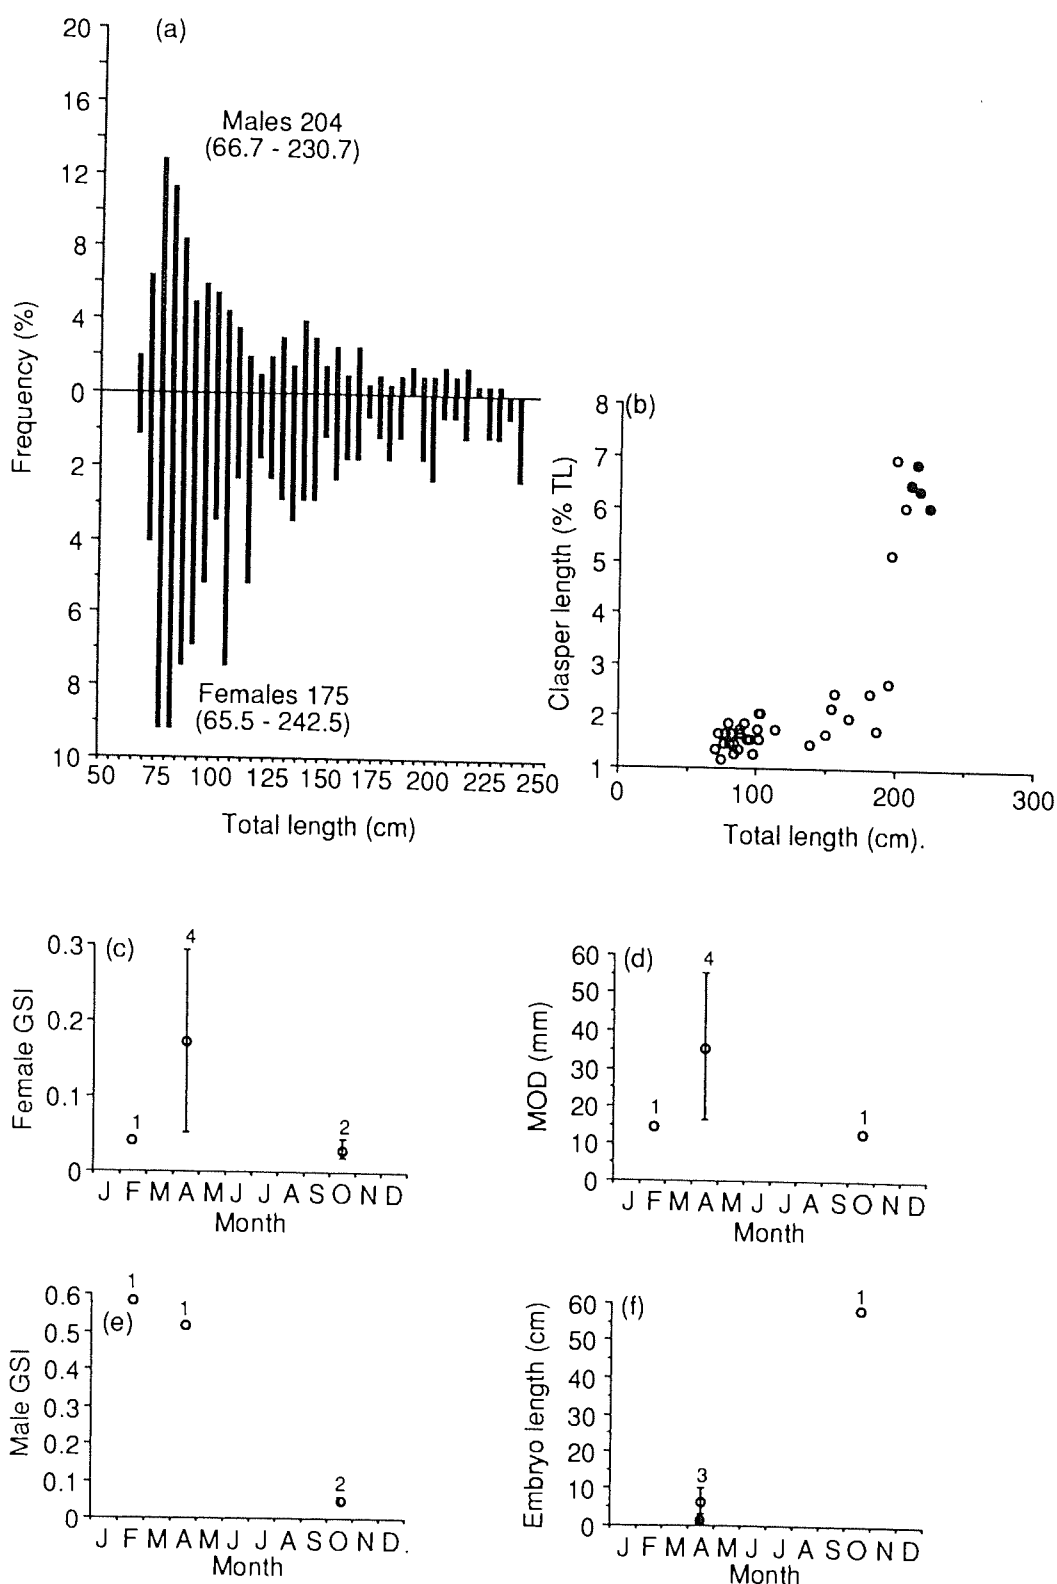 (a)
Males 204
(66.7 - 230.7)
20
16
12
8
4
0
2
4
6
8
10
Frequency (%)
Females 175
(65.5 - 242.5)
50 75 100 125 150 175 200 225 250
Total length (cm)
(b)
8
7
6
5
4
3
2
1
Clasper length (% TL)
0 100 200 300
Total length (cm).
(c)
4
0.3
0.2
0.1
0
Female GSI
1
2
J F M A M J J A S O N D
Month
(d)
4
60
50
40
30
20
10
0
MOD (mm)
1
1
J F M A M J J A S O N D
Month
(e)
1
1
0.6
0.5
0.4
0.3
0.2
0.1
0
Male GSI
2
J F M A M J J A S O N D.
Month
(f)
1
60
50
40
30
20
10
0
Embryo length (cm)
3
J F M A M J J A S O N D
Month